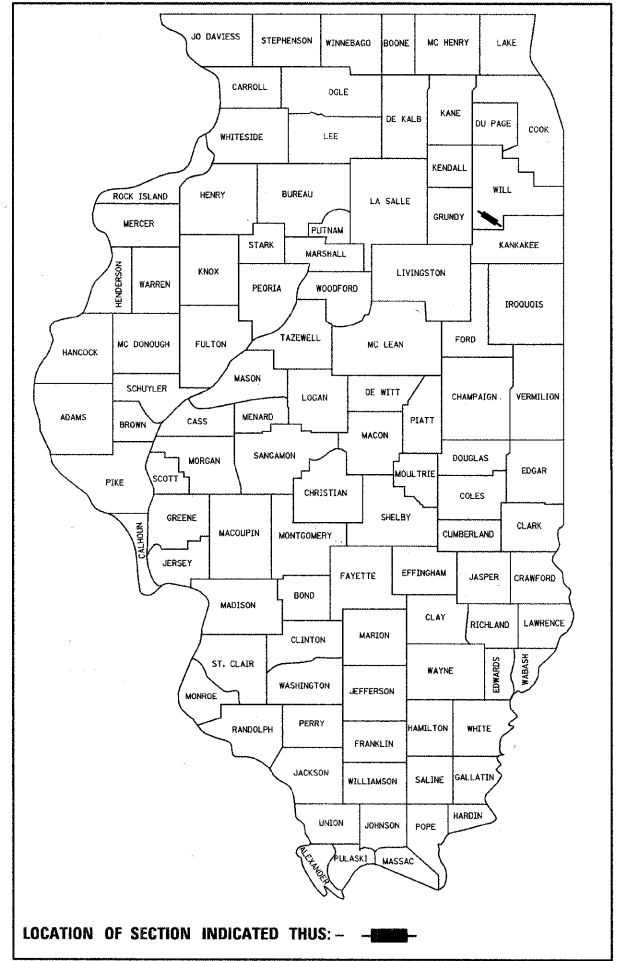 JO DAVIESS
STEPHENSON
WINNEBAGO
BOONE
MC HENRY
LAKE
CARROLL
OGLE
DE KALB
KANE
DU PAGE
COOK
WHITESIDE
LEE
KENDALL
WILL
ROCK ISLAND
HENRY
BUREAU
LA SALLE
GRUNDY
MERCER
PUTNAM
STARK
MARSHALL
KANKAKEE
HENDERSON
WARREN
KNOX
PEORIA
WOODFORD
LIVINGSTON
IROQUOIS
HANCOCK
MC DONOUGH
FULTON
TAZEWELL
MC LEAN
FORD
MASON
SCHUYLER
LOGAN
DE WITT
CHAMPAIGN
VERMILION
ADAMS
BROWN
CASS
MENARD
PIATT
MACON
MORGAN
SANGAMON
DOUGLAS
PIKE
SCOTT
MOULTRIE
EDGAR
CHRISTIAN
COLES
CALHOUN
GREENE
MACOUPIN
MONTGOMERY
SHELBY
CUMBERLAND
CLARK
JERSEY
FAYETTE
EFFINGHAM
JASPER
CRAWFORD
MADISON
BOND
CLAY
RICHLAND
LAWRENCE
CLINTON
MARION
ST. CLAIR
WAYNE
EDWARDS
WABASH
MONROE
WASHINGTON
JEFFERSON
RANDOLPH
PERRY
HAMILTON
WHITE
FRANKLIN
JACKSON
WILLIAMSON
SALINE
GALLATIN
UNION
JOHNSON
POPE
HARDIN
ALEXANDER
PULASKI
MASSAC
LOCATION OF SECTION INDICATED THUS: -